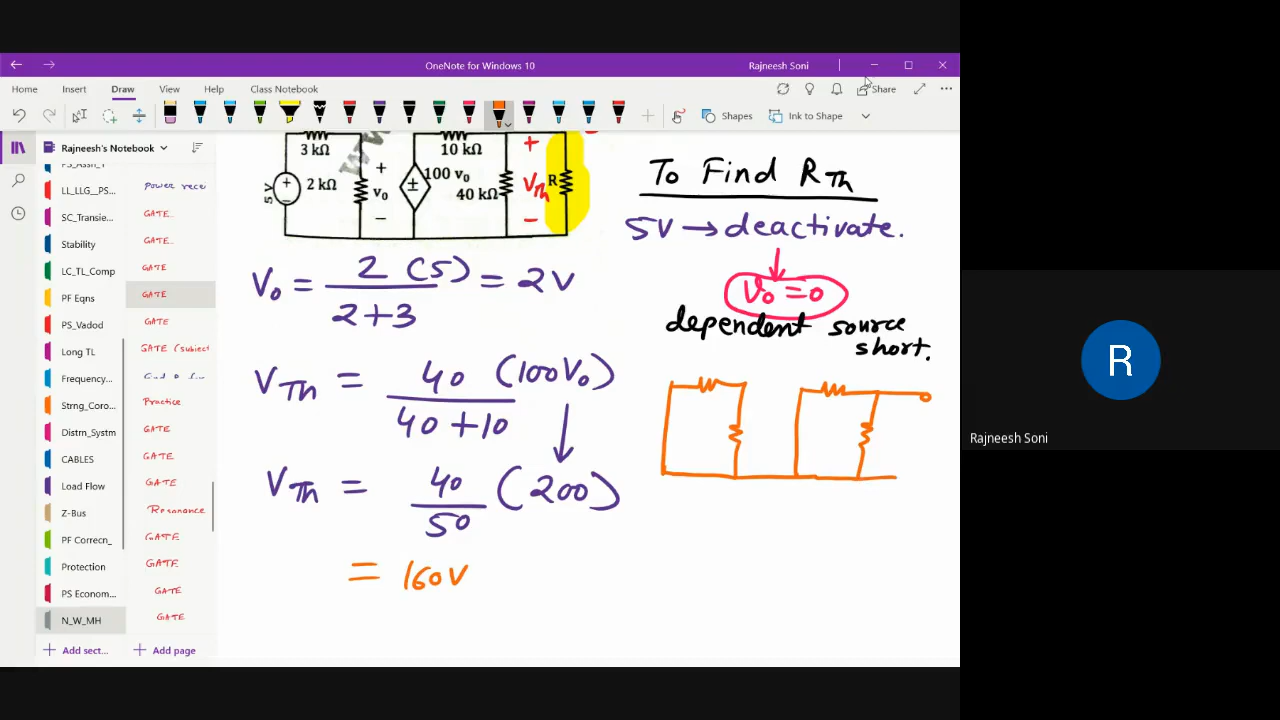 OneNote for Windows 10
Rajneesh Soni
Home Insert Draw View Help Class Notebook
Share
Shapes
Ink to Shape
Rajneesh's Notebook
PS_Asst_1
LL_LLG_PS...
SC_Transie...
Stability
LC_TL_Comp
PF Eqns
PS_Vadod
Long TL
Frequency...
Strng_Coro...
Distrn_Systm
CABLES
Load Flow
Z-Bus
PF Correcn_
Protection
PS Econom...
N_W_MH
Add sect...
Power rece
GATE
GATE
GATE
GATE
GATE
GATE (subject
Find R for
Practice
GATE
GATE
GATE
Resonance
GATE
GATE
GATE
GATE
Add page
3 kΩ
10 kΩ
+
+
2 kΩ
100 v₀
5 V
v₀
40 kΩ
VTh
R
−
−
V₀ = 2 (5) / 2+3 = 2V
VTh = 40 / 40+10 (100V₀)
VTh = 40 / 50 (200)
= 160V
To Find RTh
5V → deactivate.
V₀ = 0
dependent source
short.
R
Rajneesh Soni